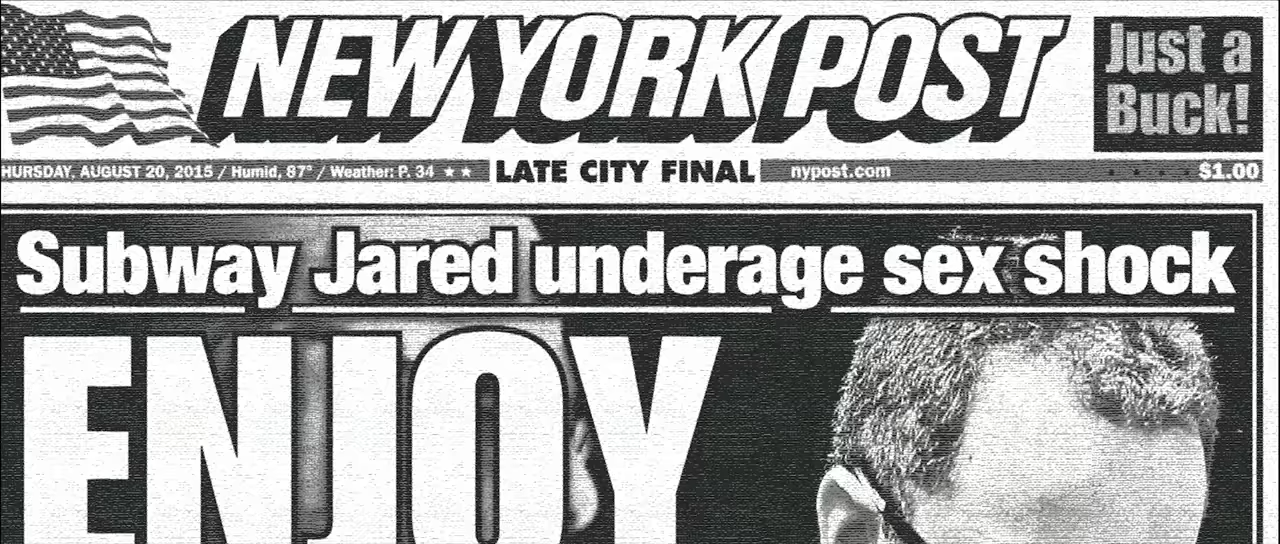 NEW YORK POST
Just a
Buck!
HURSDAY, AUGUST 20, 2015 / Humid, 87° / Weather: P. 34 ★★
LATE CITY FINAL
nypost.com
$1.00
Subway Jared underage sex shock
ENJOY